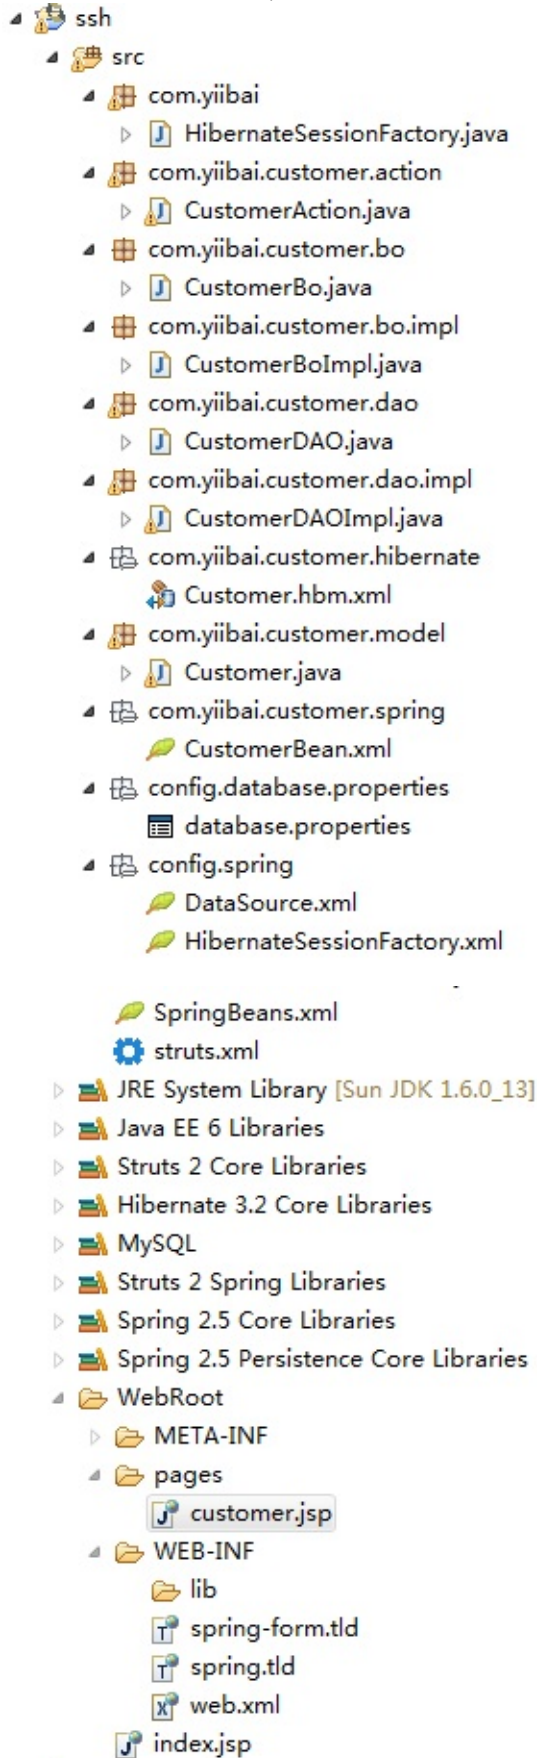 ssh
src
com.yiibai
HibernateSessionFactory.java
com.yiibai.customer.action
CustomerAction.java
com.yiibai.customer.bo
CustomerBo.java
com.yiibai.customer.bo.impl
CustomerBoImpl.java
com.yiibai.customer.dao
CustomerDAO.java
com.yiibai.customer.dao.impl
CustomerDAOImpl.java
com.yiibai.customer.hibernate
Customer.hbm.xml
com.yiibai.customer.model
Customer.java
com.yiibai.customer.spring
CustomerBean.xml
config.database.properties
database.properties
config.spring
DataSource.xml
HibernateSessionFactory.xml
SpringBeans.xml
struts.xml
JRE System Library [Sun JDK 1.6.0_13]
Java EE 6 Libraries
Struts 2 Core Libraries
Hibernate 3.2 Core Libraries
MySQL
Struts 2 Spring Libraries
Spring 2.5 Core Libraries
Spring 2.5 Persistence Core Libraries
WebRoot
META-INF
pages
customer.jsp
WEB-INF
lib
spring-form.tld
spring.tld
web.xml
index.jsp